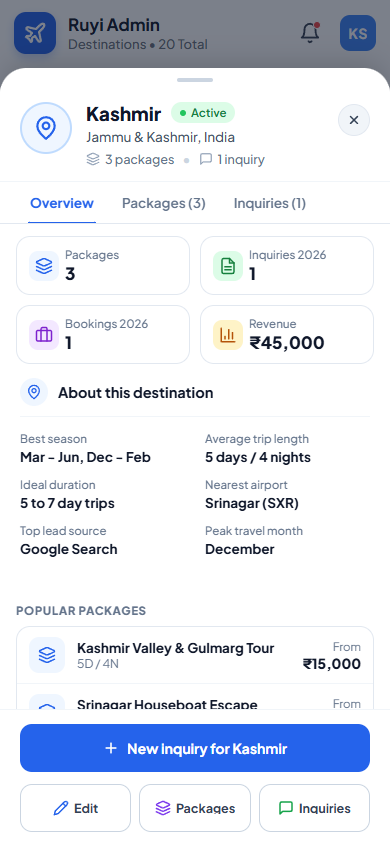 Ruyi Admin
Destinations • 20 Total
KS
Kashmir
Active
Jammu & Kashmir, India
3 packages • 1 inquiry
Overview
Packages (3)
Inquiries (1)
Packages
3
Inquiries 2026
1
Bookings 2026
1
Revenue
₹45,000
About this destination
Best season
Mar - Jun, Dec - Feb
Average trip length
5 days / 4 nights
Ideal duration
5 to 7 day trips
Nearest airport
Srinagar (SXR)
Top lead source
Google Search
Peak travel month
December
POPULAR PACKAGES
Kashmir Valley & Gulmarg Tour
5D / 4N
From
₹15,000
Srinagar Houseboat Escape
From
+ New Inquiry for Kashmir
Edit
Packages
Inquiries